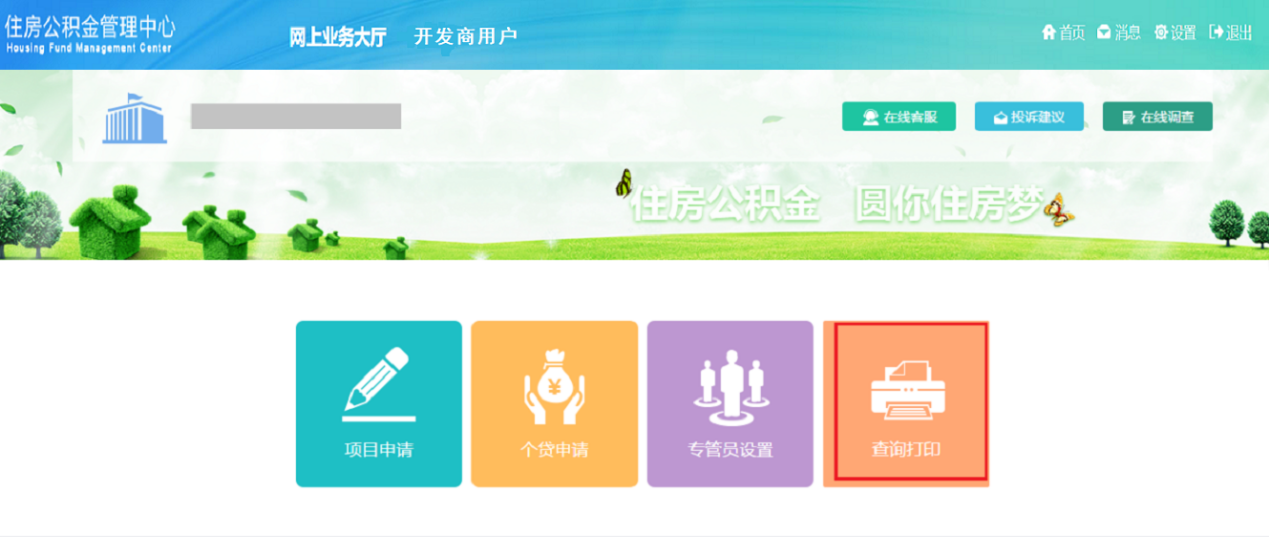 住房公积金管理中心
Housing Fund Management Center
网上业务大厅 开发商用户
首页 消息 设置 退出
在线客服 投诉建议 在线调查
住房公积金 圆你住房梦
项目申请 个贷申请 专管员设置 查询打印